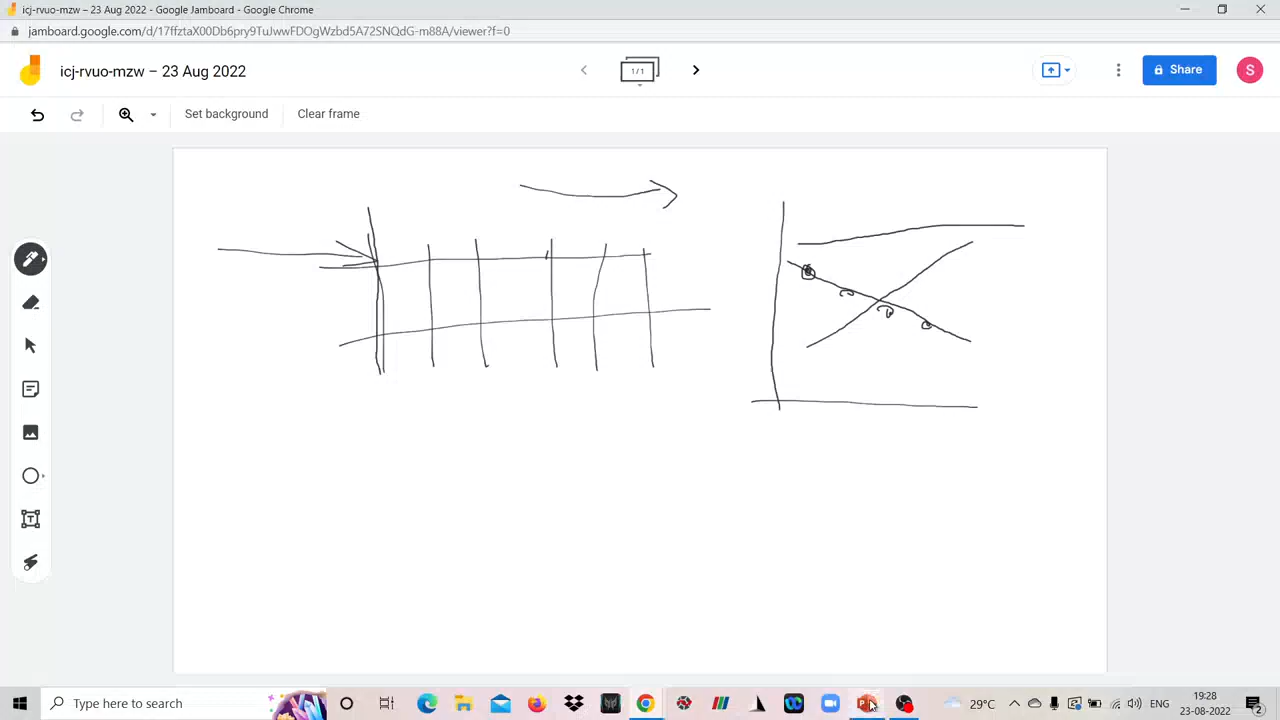 icj-rvuo-mzw – 23 Aug 2022 - Google Jamboard - Google Chrome
jamboard.google.com/d/17ffztaX00Db6pry9TuJwwFDOgWzbd5A72SNQdG-m88A/viewer?f=0
icj-rvuo-mzw – 23 Aug 2022
1 / 1
Share
S
Set background
Clear frame
Type here to search
29°C
ENG
19:28
23-08-2022
2